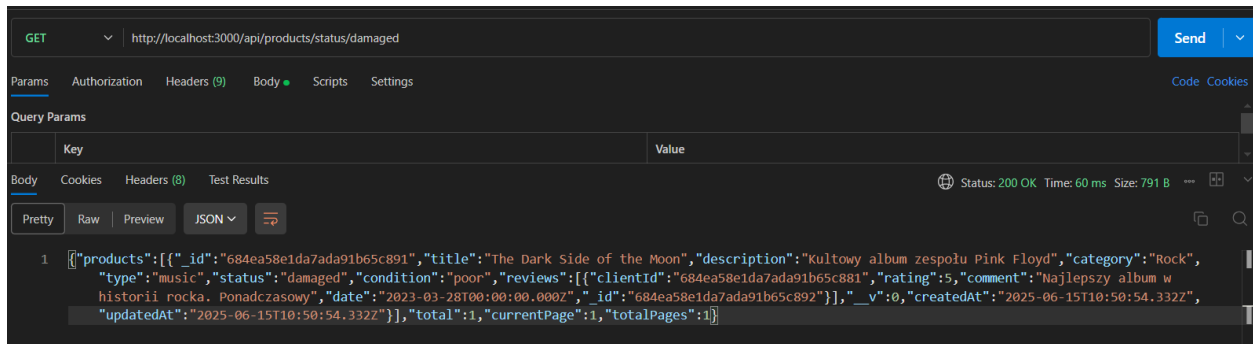 GET http://localhost:3000/api/products/status/damaged Send
Params Authorization Headers (9) Body Scripts Settings Code Cookies
Query Params
Key Value
Body Cookies Headers (8) Test Results Status: 200 OK Time: 60 ms Size: 791 B
Pretty Raw Preview JSON
1 {"products":[{"_id":"684ea58e1da7ada91b65c891","title":"The Dark Side of the Moon","description":"Kultowy album zespołu Pink Floyd","category":"Rock",
"type":"music","status":"damaged","condition":"poor","reviews":[{"clientId":"684ea58e1da7ada91b65c881","rating":5,"comment":"Najlepszy album w
historii rocka. Ponadczasowy","date":"2023-03-28T00:00:00.000Z","_id":"684ea58e1da7ada91b65c892"}],"__v":0,"createdAt":"2025-06-15T10:50:54.332Z",
"updatedAt":"2025-06-15T10:50:54.332Z"}],"total":1,"currentPage":1,"totalPages":1}